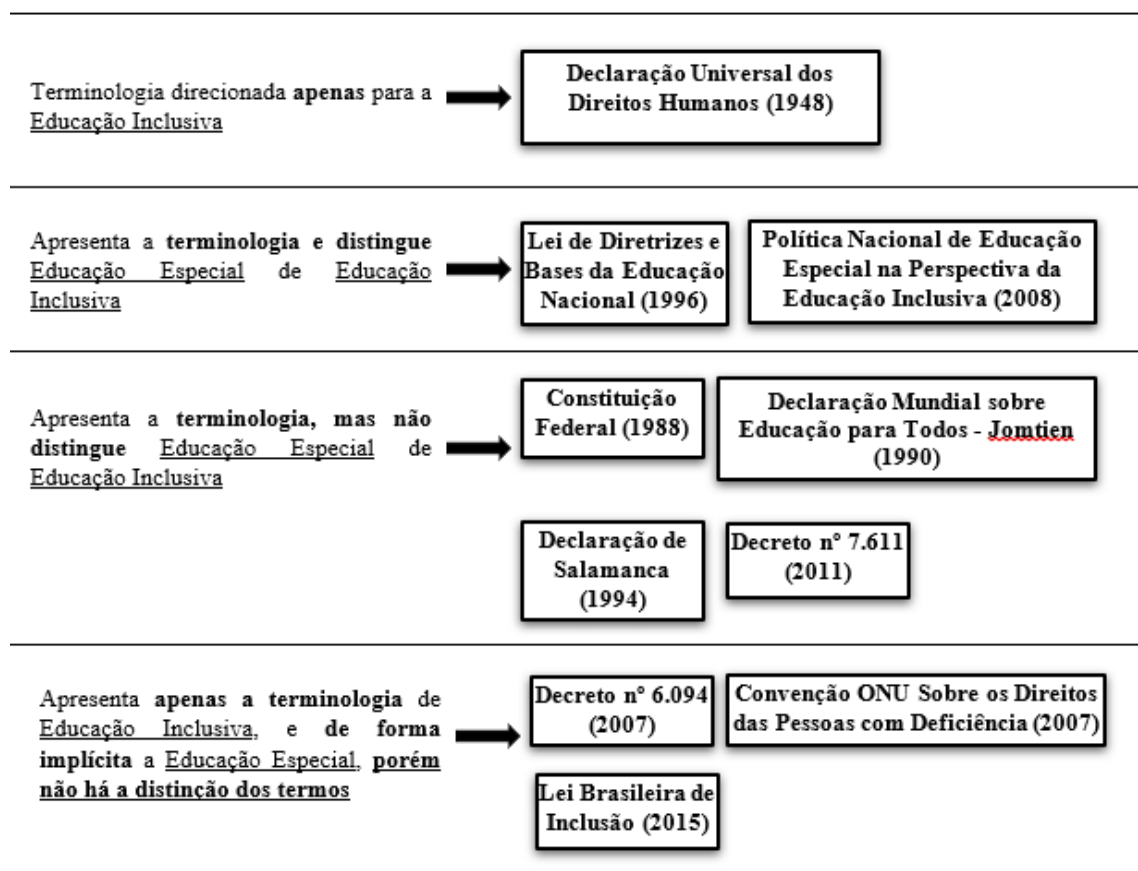 Terminologia direcionada apenas para a
Educação Inclusiva
Declaração Universal dos
Direitos Humanos (1948)
Apresenta a terminologia e distingue
Educação Especial de Educação
Inclusiva
Lei de Diretrizes e
Bases da Educação
Nacional (1996)
Política Nacional de Educação
Especial na Perspectiva da
Educação Inclusiva (2008)
Apresenta a terminologia, mas não
distingue Educação Especial de
Educação Inclusiva
Constituição
Federal (1988)
Declaração Mundial sobre
Educação para Todos - Jomtien
(1990)
Declaração de
Salamanca
(1994)
Decreto nº 7.611
(2011)
Apresenta apenas a terminologia de
Educação Inclusiva, e de forma
implícita a Educação Especial, porém
não há a distinção dos termos
Decreto nº 6.094
(2007)
Convenção ONU Sobre os Direitos
das Pessoas com Deficiência (2007)
Lei Brasileira de
Inclusão (2015)